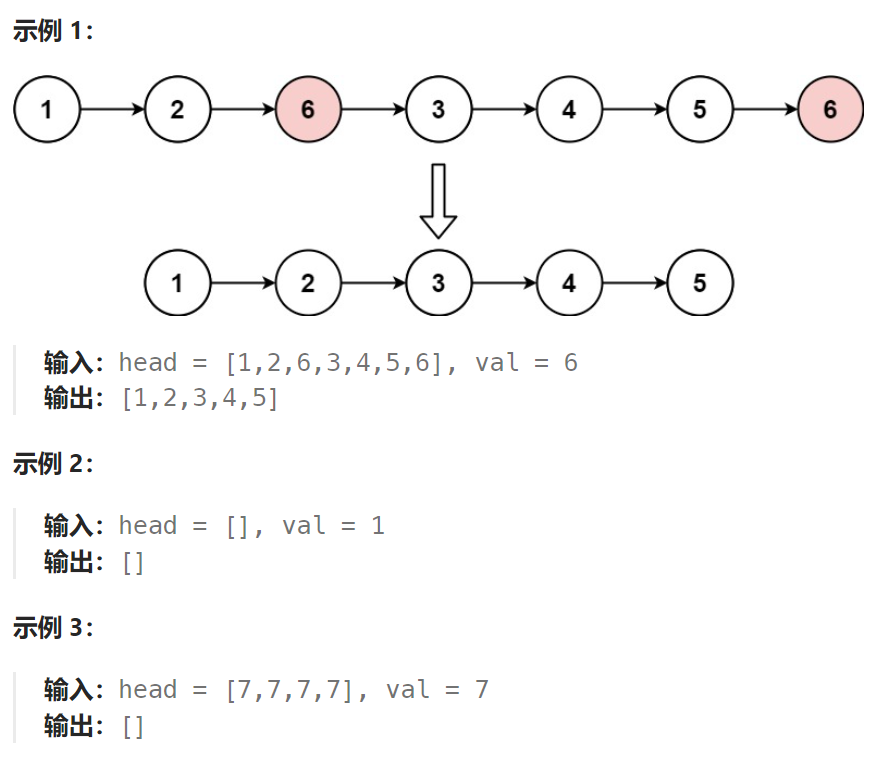 示例 1：
1 2 6 3 4 5 6
1 2 3 4 5
输入：head = [1,2,6,3,4,5,6], val = 6
输出：[1,2,3,4,5]
示例 2：
输入：head = [], val = 1
输出：[]
示例 3：
输入：head = [7,7,7,7], val = 7
输出：[]